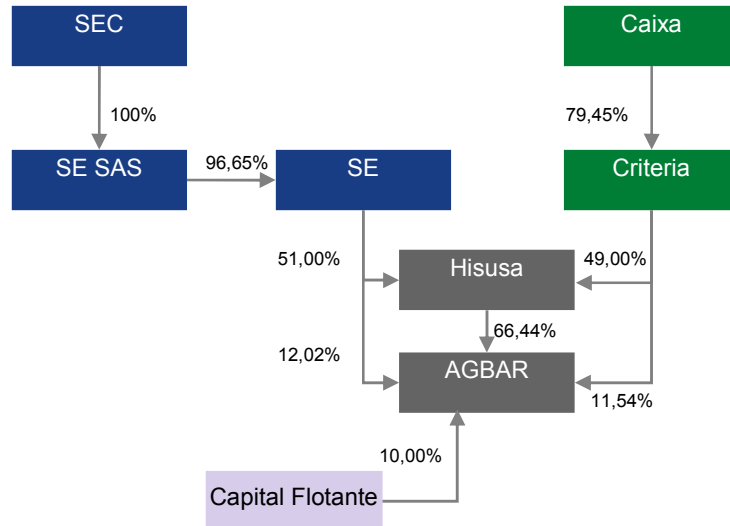 SEC
Caixa
100%
79,45%
SE SAS
96,65%
SE
Criteria
51,00%
Hisusa
49,00%
66,44%
12,02%
AGBAR
11,54%
10,00%
Capital Flotante